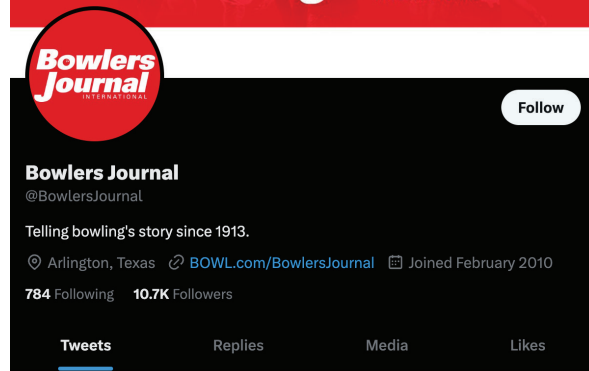 Bowlers
Journal
INTERNATIONAL
Follow
Bowlers Journal
@BowlersJournal
Telling bowling's story since 1913.
Arlington, Texas BOWL.com/BowlersJournal Joined February 2010
784 Following 10.7K Followers
Tweets Replies Media Likes